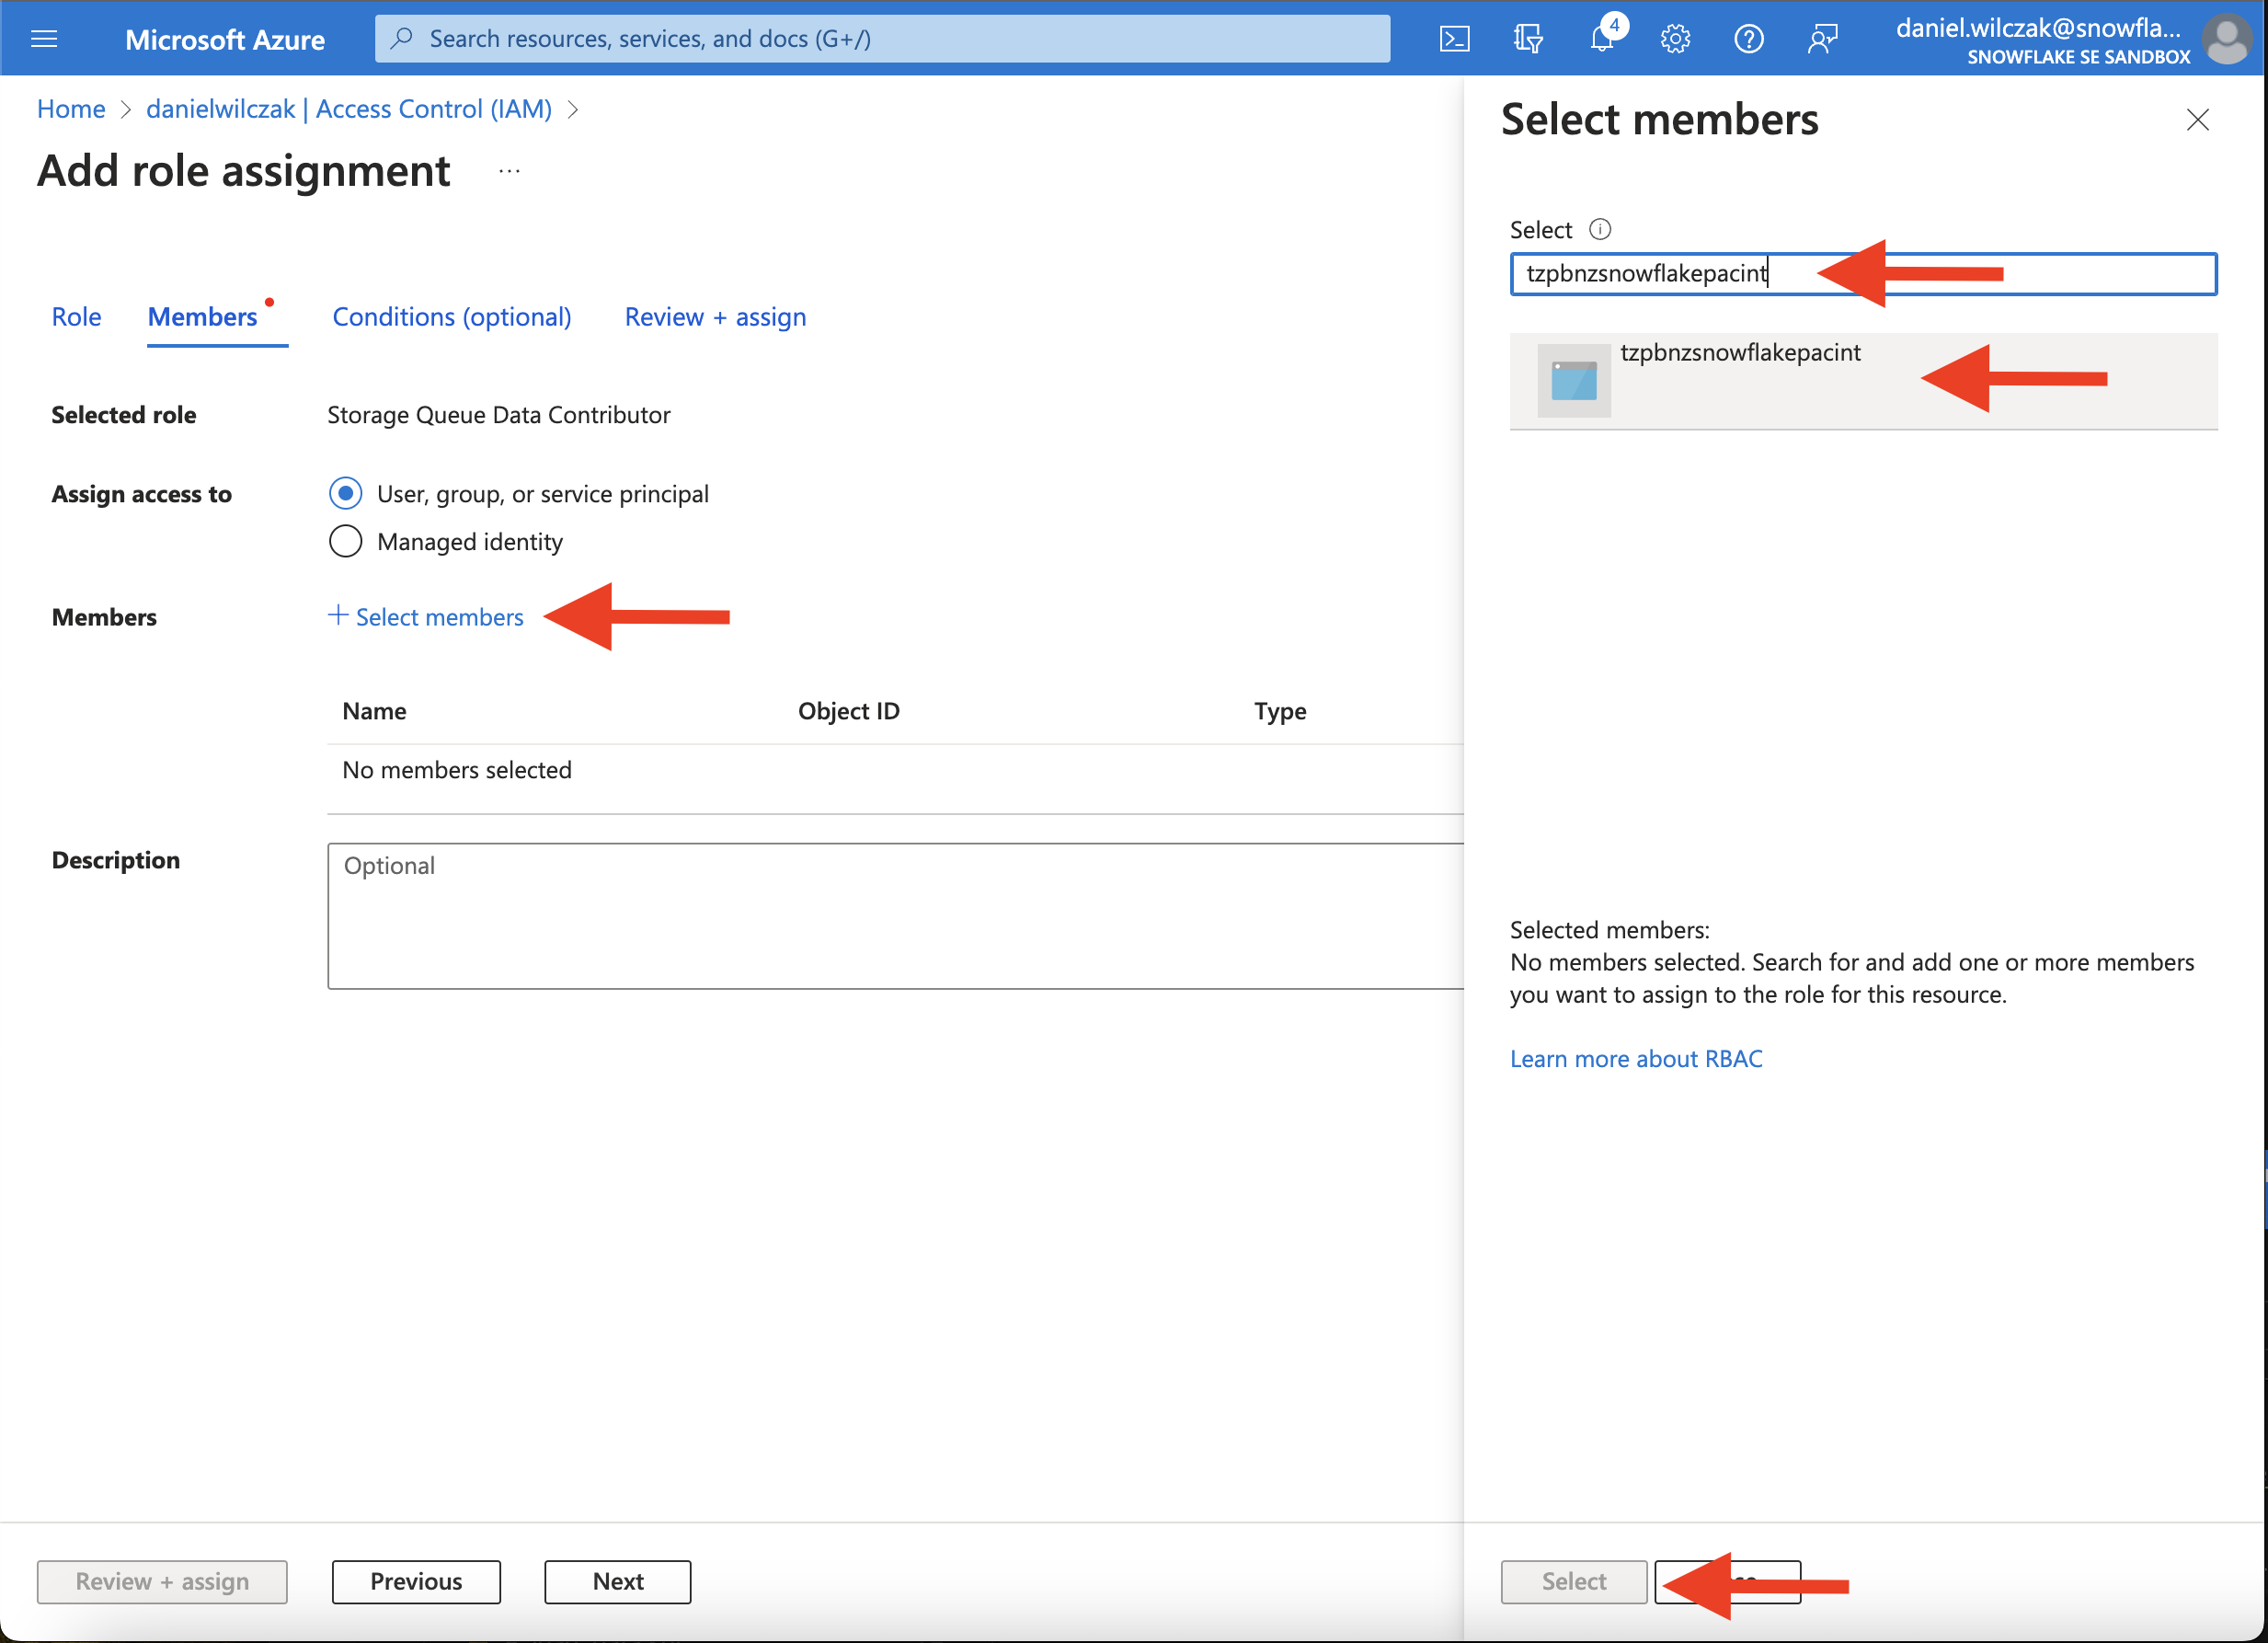 Microsoft Azure
Search resources, services, and docs (G+/)
4
daniel.wilczak@snowfla...
SNOWFLAKE SE SANDBOX
Home > danielwilczak | Access Control (IAM) >
Add role assignment ...
Role Members Conditions (optional) Review + assign
Selected role Storage Queue Data Contributor
Assign access to User, group, or service principal
Managed identity
Members + Select members
Name Object ID Type
No members selected
Description Optional
Review + assign Previous Next
Select members
Select
tzpbnzsnowflakepacint
tzpbnzsnowflakepacint
Selected members:
No members selected. Search for and add one or more members
you want to assign to the role for this resource.
Learn more about RBAC
Select